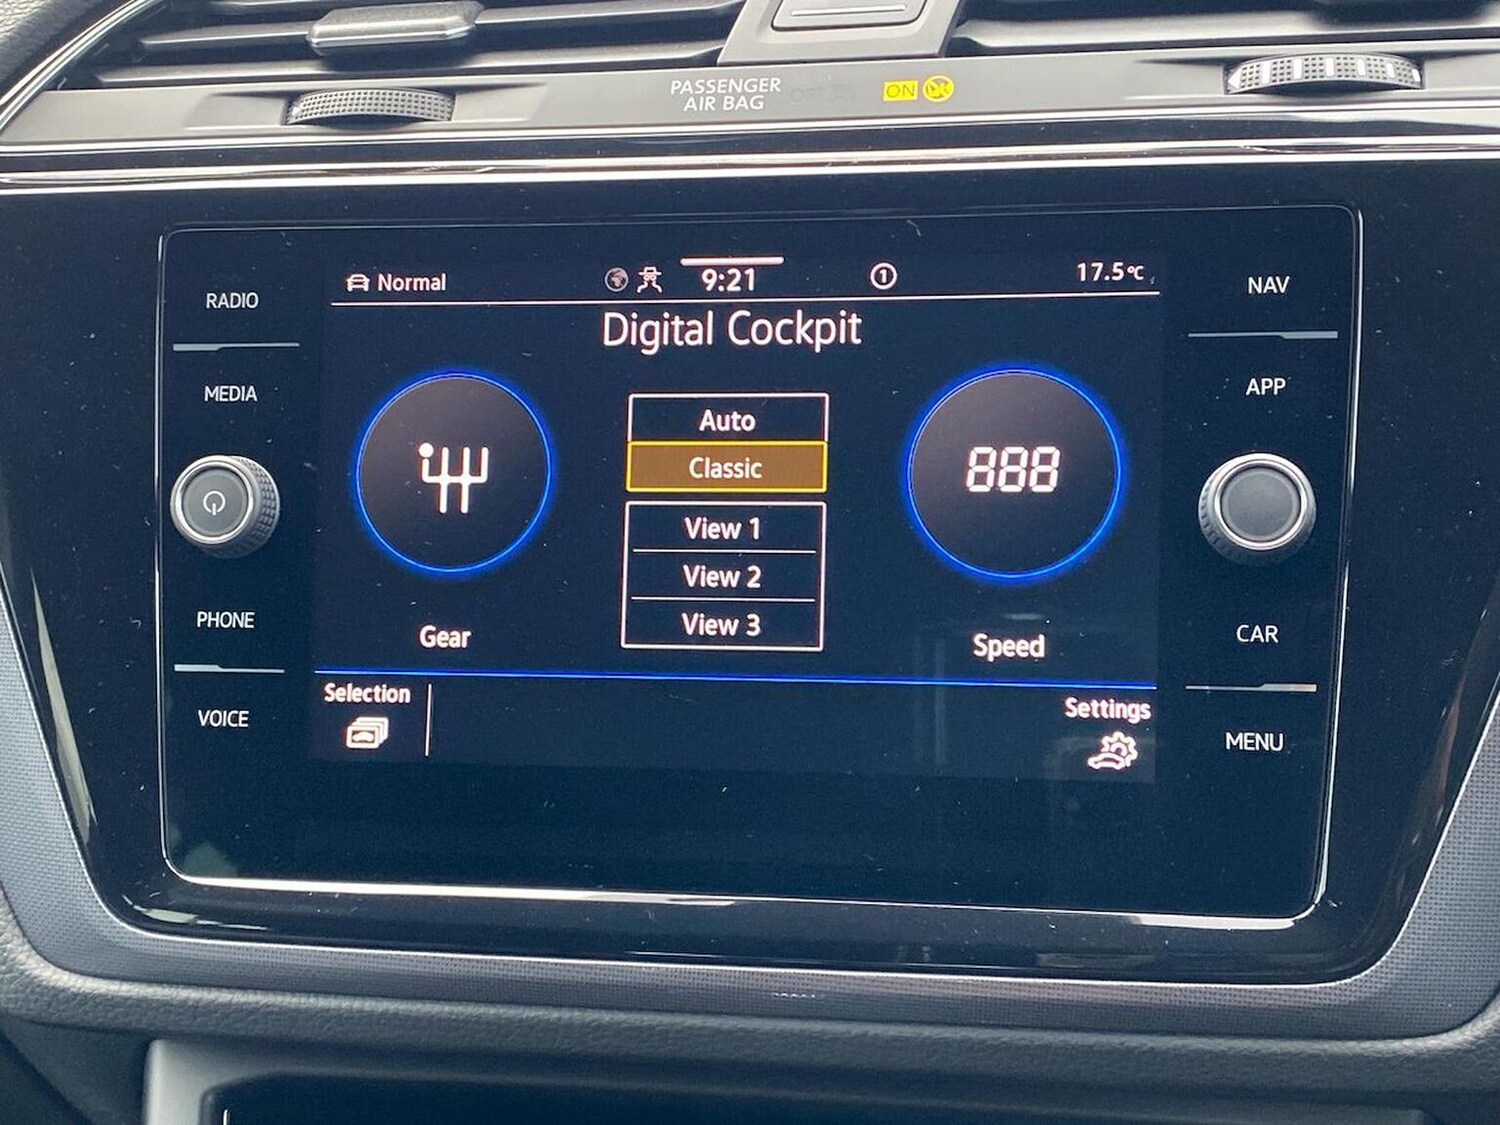 PASSENGER
AIR BAG
ON
RADIO
MEDIA
PHONE
VOICE
Normal
9:21
1
17.5°C
Digital Cockpit
Auto
Classic
View 1
View 2
View 3
Gear
888
Speed
Selection
Settings
NAV
APP
CAR
MENU